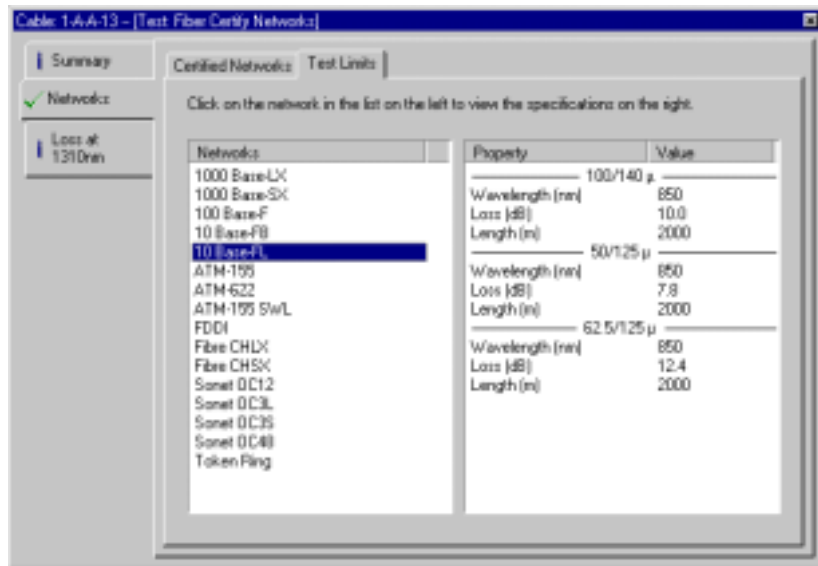 Cable: 1-A-A-13 – [Test: Fiber Certify Networks]
Summary
Networks
Loss at
1310nm
Certified Networks
Test Limits
Click on the network in the list on the left to view the specifications on the right.
Networks
1000 Base-LX
1000 Base-SX
100 Base-F
10 Base-FB
10 Base-FL
ATM-155
ATM-622
ATM-155 SWL
FDDI
Fibre CHLX
Fibre CHSX
Sonet OC12
Sonet OC3L
Sonet OC3S
Sonet OC48
Token Ring
Property Value
100/140 µ
Wavelength (nm) 850
Loss (dB) 10.0
Length (m) 2000
50/125 µ
Wavelength (nm) 850
Loss (dB) 7.8
Length (m) 2000
62.5/125 µ
Wavelength (nm) 850
Loss (dB) 12.4
Length (m) 2000